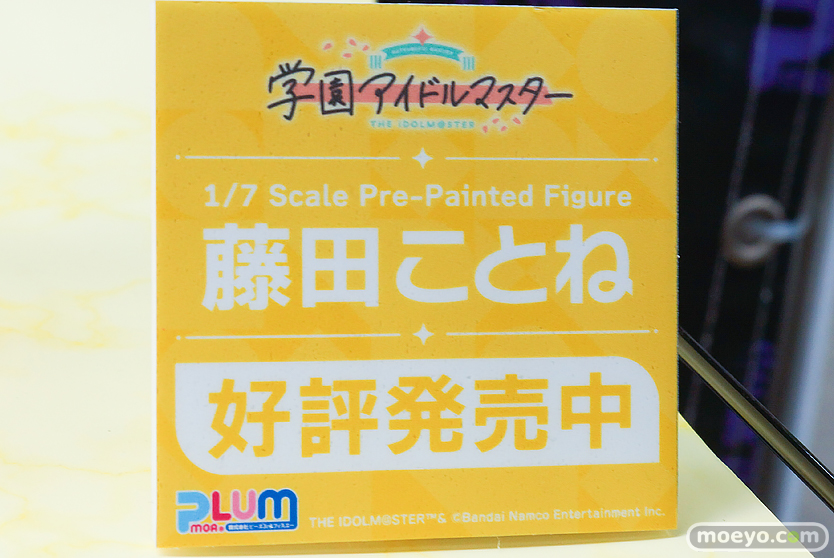 学園アイドルマスター
THE IDOLM@STER
1/7 Scale Pre-Painted Figure
藤田ことね
好評発売中
PLUM
PMOA
THE IDOLM@STER™& ©Bandai Namco Entertainment Inc.
moeyo.com